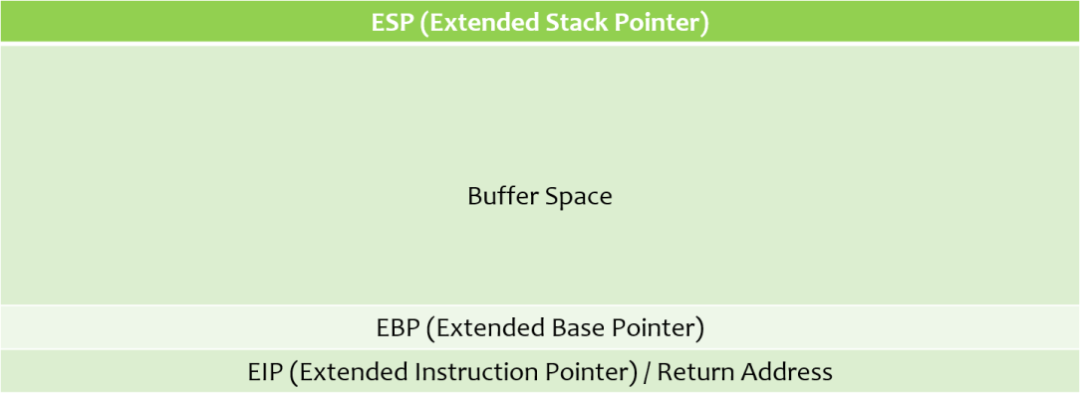 ESP (Extended Stack Pointer)
Buffer Space
EBP (Extended Base Pointer)
EIP (Extended Instruction Pointer) / Return Address